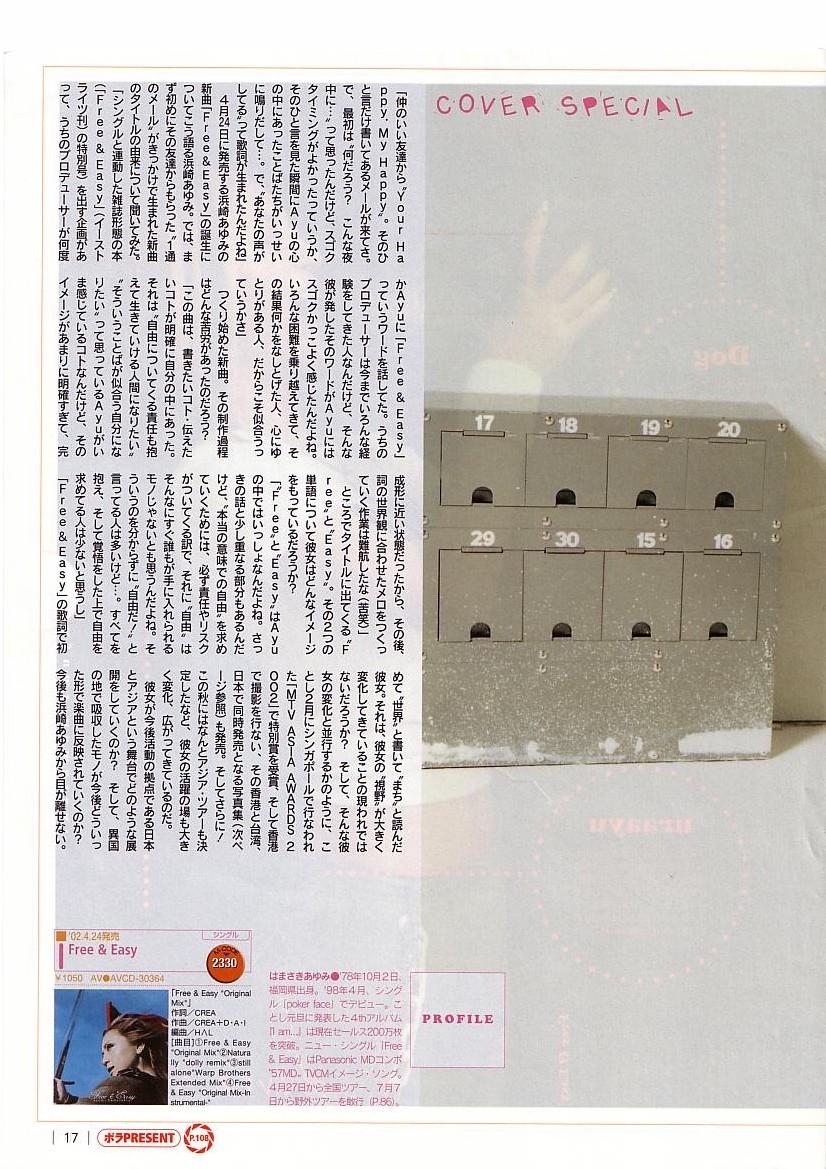 COVER SPECIAL
「仲のいい友達から"Your Ha
ppy, My Happy"。そのひ
と言だけ書いてあるメールが来てさ。
で、最初は"何だろう? こんな夜
中に…"って思ったんだけど、スゴク
タイミングがよかったっていうか、
そのひと言を見た瞬間にAyuの心
の中にあったことばたちがいっせい
に鳴りだして…。で、"あなたの声が
してる"って歌詞が生まれたんだよね」
4月24日に発売する浜崎あゆみの
新曲「Free&Easy」の誕生に
ついてこう語る浜崎あゆみ。では、ま
ず初めにその友達からもらった"1通
のメール"がきっかけで生まれた新曲
のタイトルの由来について聞いてみた。
「シングルと連動した雑誌形態の本
(『Free & Easy』(イースト
ライツ刊)の特別号)を出す企画があ
って、うちのプロデューサーが何度
かAyuに「Free&Easy」
っていうワードを話してた。うちの
プロデューサーは今までいろんな経
験をしてきた人なんだけど、そんな
彼が発したそのワードがAyuには
スゴクかっこよく感じたんだよね。
いろんな困難を乗り越えてきて、そ
の結果何かをなしとげた人、心にゆ
とりがある人、だからこそ似合うっ
ていうかさ」
つくり始めた新曲。その制作過程
はどんな苦労があったのだろう?
「この曲は、書きたいコト・伝えた
いコトが明確に自分の中にあった。
それは"自由についてくる責任も抱
えて生きていける人間になりたい"
"そういうことばが似合う自分にな
りたい"って思っているAyuがい
ま感じているコトなんだけど、その
イメージがあまりに明確すぎて、完
成形に近い状態だったから、その後、
詞の世界観に合わせたメロをつくっ
ていく作業は難航したな(苦笑)」
ところでタイトルに出てくる"F
ree"と"Easy"。その2つの
単語について彼女はどんなイメージ
をもっているだろうか?
「"Free"と"Easy"はAyu
の中ではいっしょなんだよね。さっ
きの話と少し重なる部分もあるんだ
けど、"本当の意味での自由"を求め
ていくためには、必ず責任やリスク
がついてくる訳で、それに"自由"は
そんなにすぐ誰もが手に入れられる
モノじゃないとも思うんだよね。そ
ういうのを分からずに"自由だ!"と
言ってる人は多いけど…。すべてを
抱え、そして覚悟をした上で自由を
求めてる人は少ないと思うし」
「Free&Easy」の歌詞で初
めて"世界"と書いて"まち"と読んだ
彼女。それは、彼女の"視野"が大きく
変化してきていることの現われでは
ないだろうか? そして、そんな彼
女の変化と並行するかのように、こ
とし2月にシンガポールで行なわれ
た「MTV ASIA AWARDS 2
002」で特別賞を受賞、そして香港
で撮影を行ない、その香港と台湾、
日本で同時発売となる写真集(次ペ
ージ参照)も発売。そしてさらに!
この秋にはなんとアジア・ツアーも決
定したなど、彼女の活躍の場も大き
く変化、広がってきているのだ。
彼女が今後活動の拠点である日本
とアジアという舞台でどのような展
開をしていくのか? そして、異国
の地で吸収したモノが今後どういっ
た形で楽曲に反映されていくのか?
今後も浜崎あゆみから目が離せない。
17
18
19
20
29
30
15
16
'02.4.24発売
シングル
Free & Easy
M-CODE
2330
¥1050 AV●AVCD-30364
「Free & Easy "Original
Mix"」
作詞/CREA
作曲/CREA+D・A・I
編曲/HΛL
[曲目]①Free & Easy
"Original Mix"②Natura
lly "dolly remix"③still
alone"Warp Brothers
Extended Mix"④Free
& Easy "Original Mix-In
strumental-"
Free & Easy
はまさきあゆみ●'78年10月2日、
福岡県出身。'98年4月、シング
ル「poker face」でデビュー。こ
とし元旦に発表した4thアルバム
『I am...』は現在セールス200万枚
を突破。ニュー・シングル「Free
& Easy」はPanasonic MDコンポ
"57MD"TVCMイメージ・ソング。
4月27日から全国ツアー、7月7
日から野外ツアーを敢行(P.86)。
PROFILE
17
ポラPRESENT
P.108